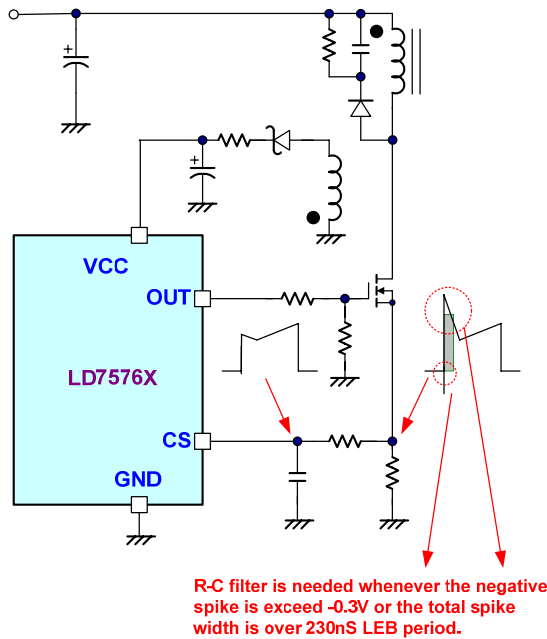 +
+
VCC
OUT
LD7576X
CS
GND
R-C filter is needed whenever the negative
spike is exceed -0.3V or the total spike
width is over 230nS LEB period.